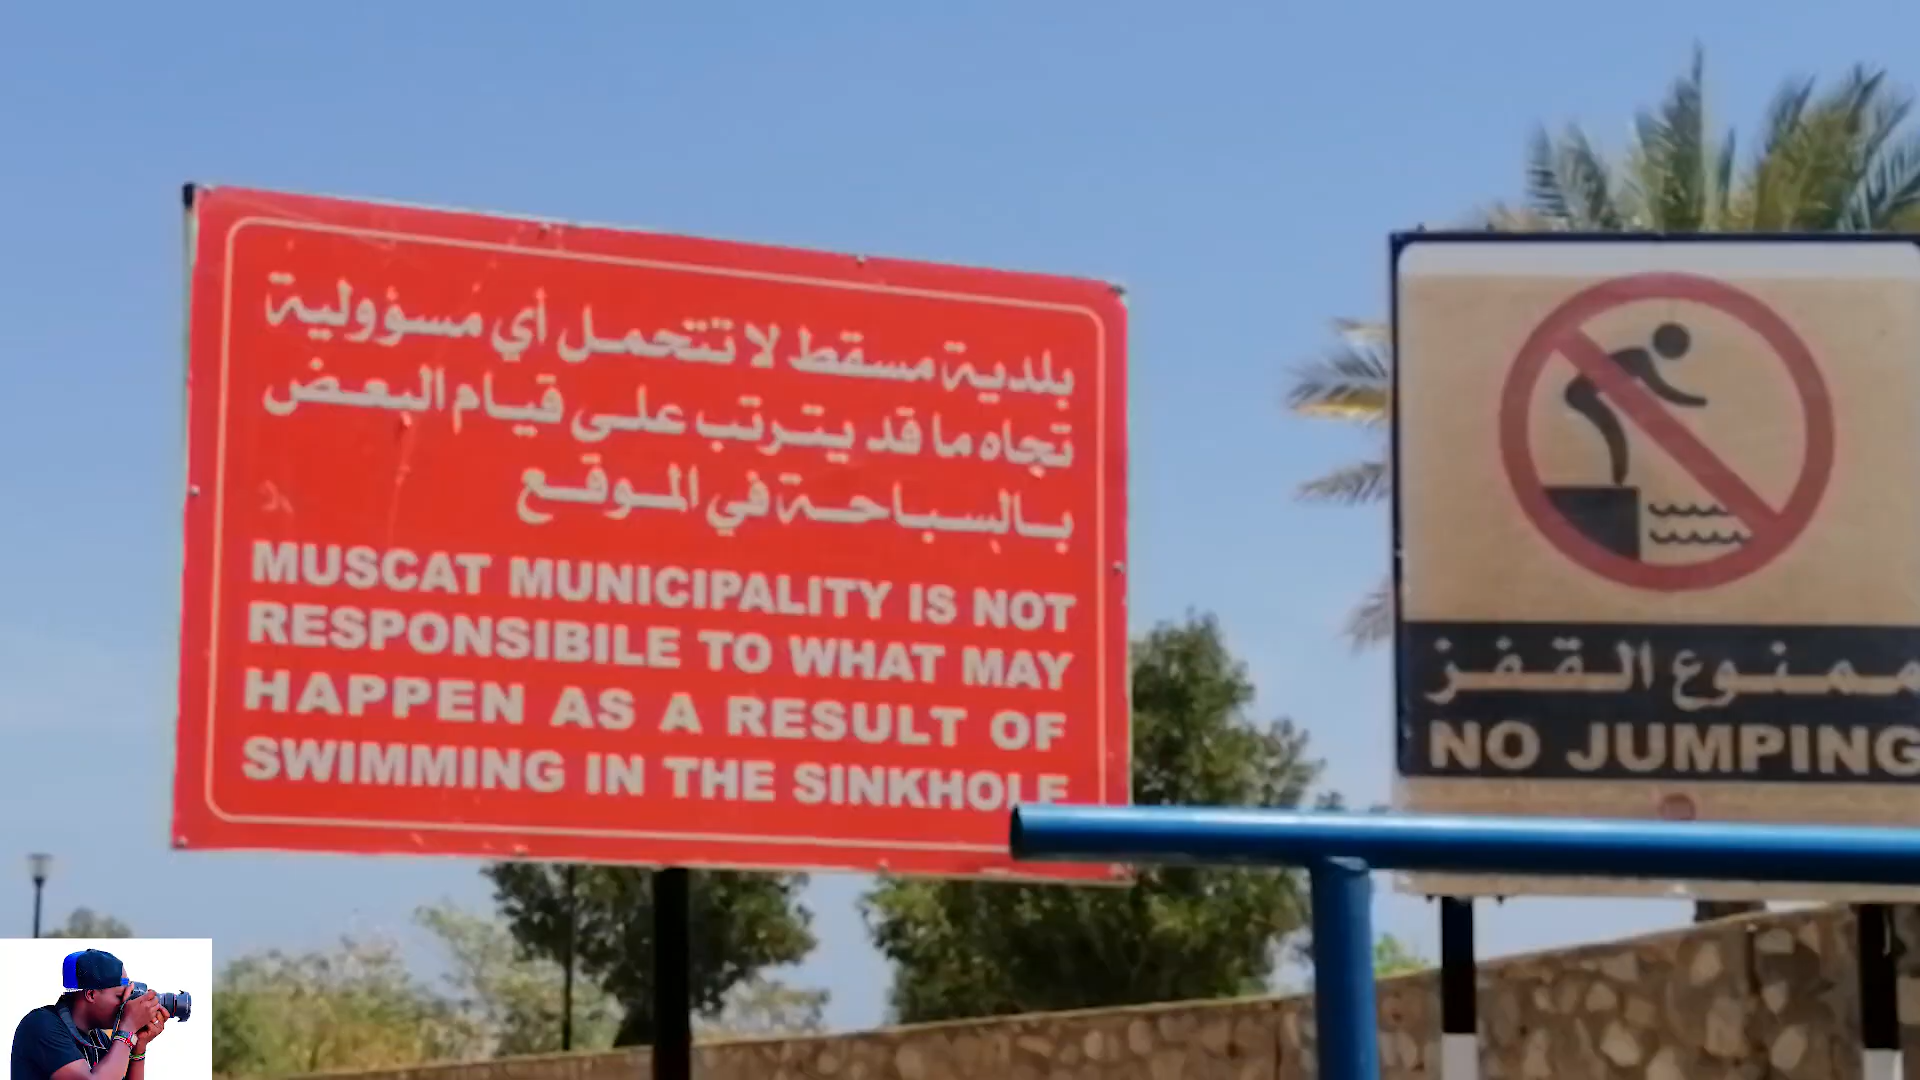 بلدية مسقط لا تتحمل أي مسؤولية
تجاه ما قد يترتب على قيام البعض
بالسباحة في الموقع
MUSCAT MUNICIPALITY IS NOT
RESPONSIBILE TO WHAT MAY
HAPPEN AS A RESULT OF
SWIMMING IN THE SINKHOLE
ممنوع القفز
NO JUMPING